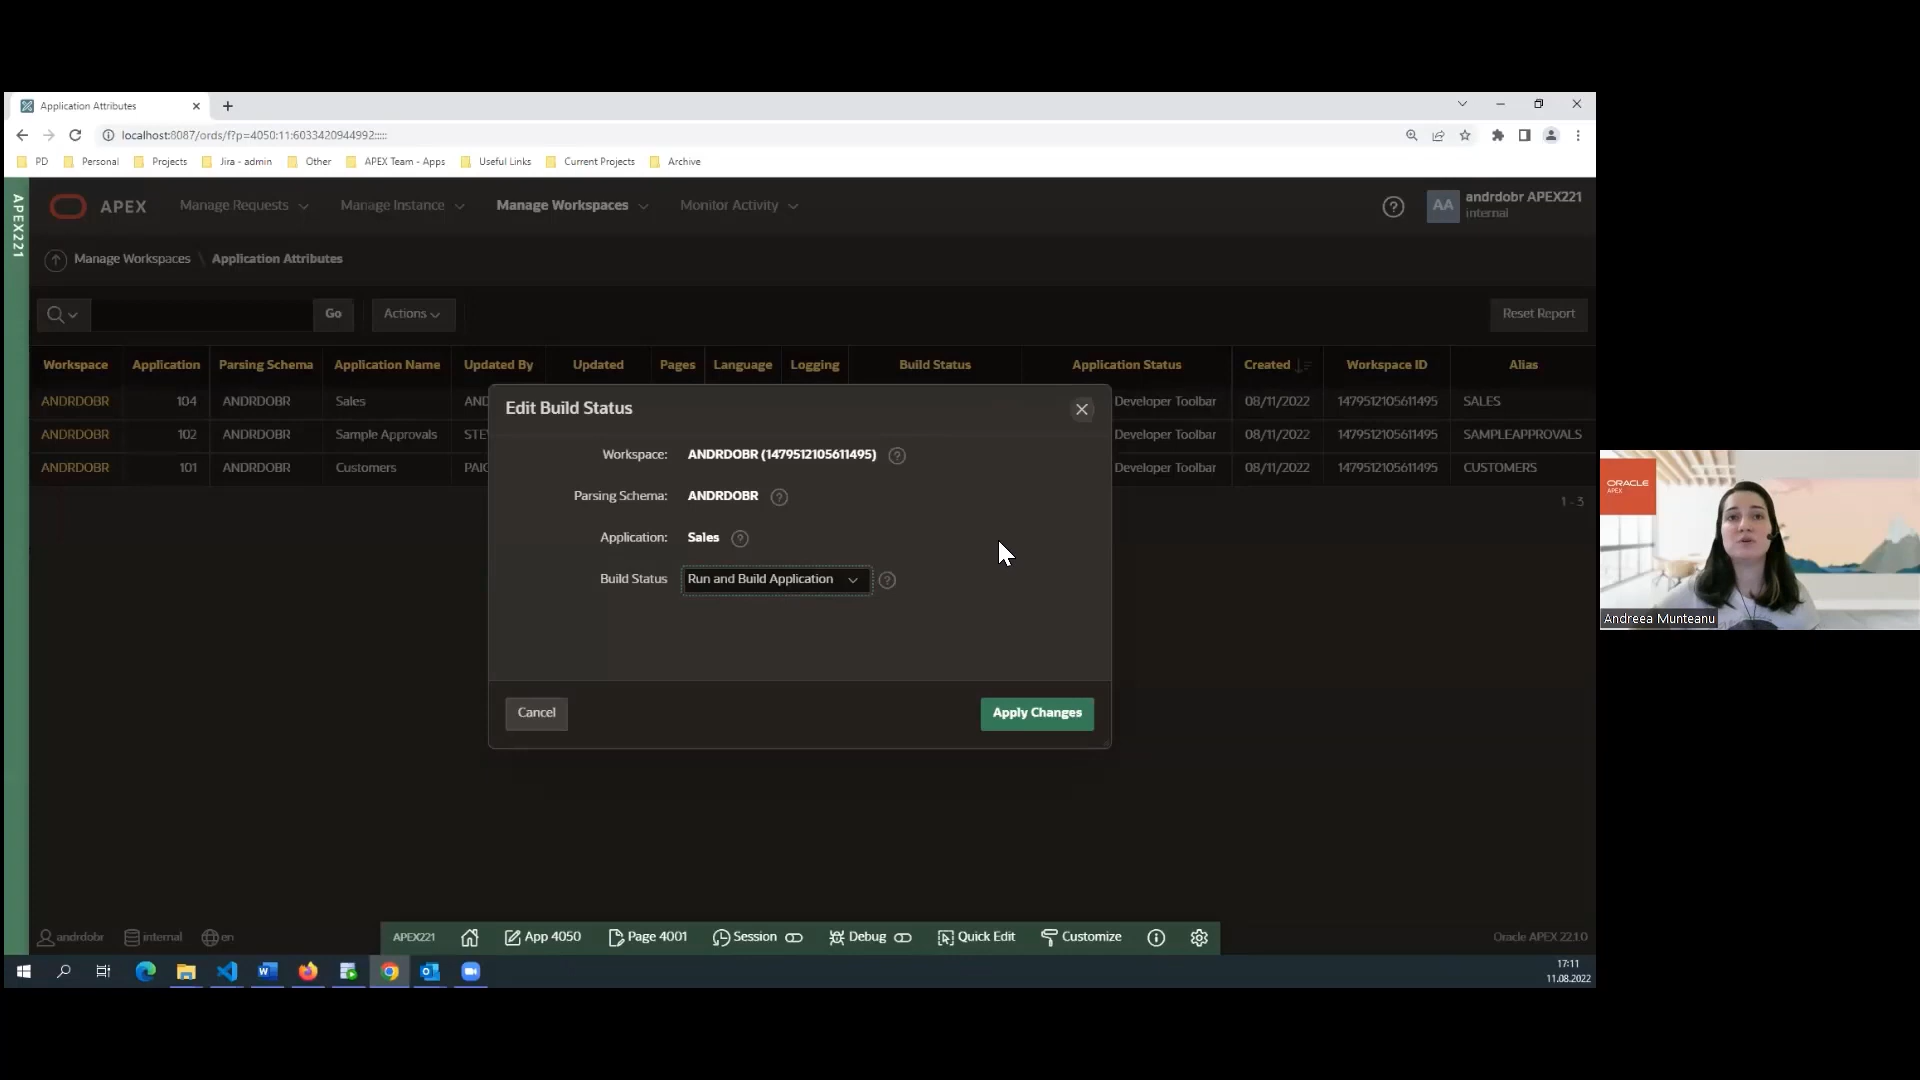 Application Attributes
localhost:8087/ords/f?p=4050:11:6033420944992:::::
PD Personal Projects Jira - admin Other APEX Team - Apps Useful Links Current Projects Archive
APEX221
APEX Manage Requests Manage Instance Manage Workspaces Monitor Activity
? AA andrdobr APEX221
internal
Manage Workspaces \ Application Attributes
Go Actions Reset Report
Workspace Application Parsing Schema Application Name Updated By Updated Pages Language Logging Build Status Application Status Created Workspace ID Alias
ANDRDOBR 104 ANDRDOBR Sales AND Developer Toolbar 08/11/2022 1479512105611495 SALES
ANDRDOBR 102 ANDRDOBR Sample Approvals STE Developer Toolbar 08/11/2022 1479512105611495 SAMPLEAPPROVALS
ANDRDOBR 101 ANDRDOBR Customers PAI Developer Toolbar 08/11/2022 1479512105611495 CUSTOMERS
1 - 3
Edit Build Status
Workspace: ANDRDOBR (1479512105611495) ?
Parsing Schema: ANDRDOBR ?
Application: Sales ?
Build Status Run and Build Application ?
Cancel Apply Changes
ORACLE
APEX
Andreea Munteanu
andrdobr internal en
APEX221 App 4050 Page 4001 Session Debug Quick Edit Customize
Oracle APEX 22.1.0
17:11
11.08.2022